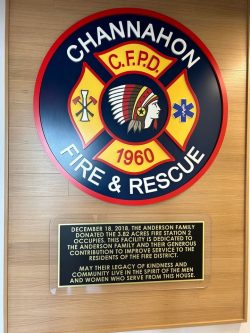 CHANNAHON
C.F.P.D.
1960
FIRE & RESCUE
DECEMBER 18, 2018, THE ANDERSON FAMILY
DONATED THE 3.82 ACRES FIRE STATION 2
OCCUPIES. THIS FACILITY IS DEDICATED TO
THE ANDERSON FAMILY AND THEIR GENEROUS
CONTRIBUTION TO IMPROVE SERVICE TO THE
RESIDENTS OF THE FIRE DISTRICT.
MAY THEIR LEGACY OF KINDNESS AND
COMMUNITY LIVE IN THE SPIRIT OF THE MEN
AND WOMEN WHO SERVE FROM THIS HOUSE.